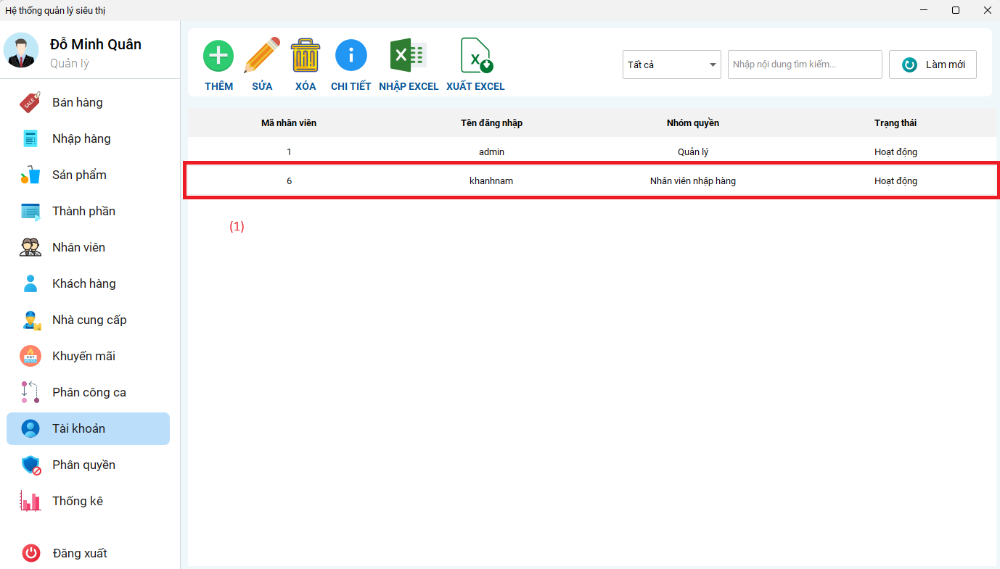 Hệ thống quản lý siêu thị
Đỗ Minh Quân
Quản lý
Bán hàng
Nhập hàng
Sản phẩm
Thành phần
Nhân viên
Khách hàng
Nhà cung cấp
Khuyến mãi
Phân công ca
Tài khoản
Phân quyền
Thống kê
Đăng xuất
THÊM SỬA XÓA CHI TIẾT NHẬP EXCEL XUẤT EXCEL
Tất cả Nhập nội dung tìm kiếm... Làm mới
Mã nhân viên Tên đăng nhập Nhóm quyền Trạng thái
1 admin Quản lý Hoạt động
6 khanhnam Nhân viên nhập hàng Hoạt động
(1)